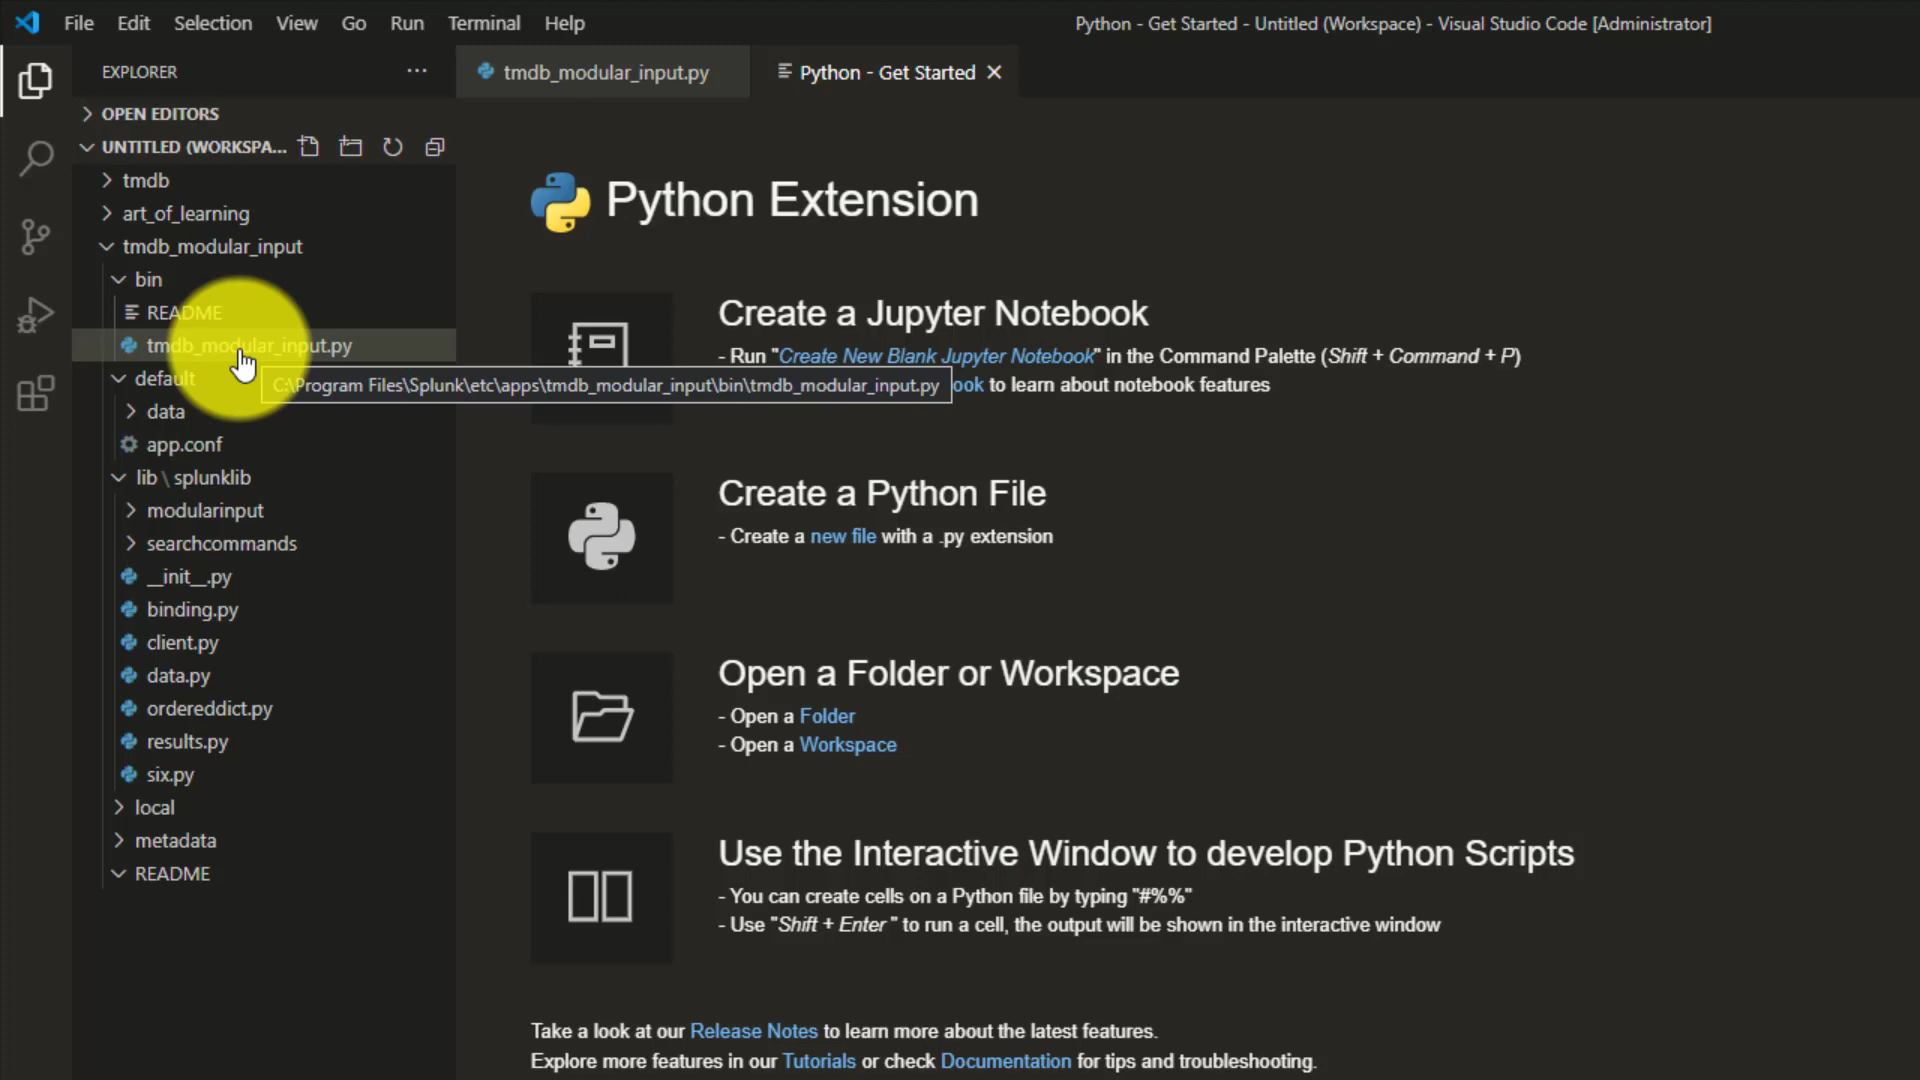 File Edit Selection View Go Run Terminal Help
Python - Get Started - Untitled (Workspace) - Visual Studio Code [Administrator]
EXPLORER
OPEN EDITORS
UNTITLED (WORKSPA...
tmdb
art_of_learning
tmdb_modular_input
bin
README
tmdb_modular_input.py
default
data
app.conf
lib \ splunklib
modularinput
searchcommands
__init__.py
binding.py
client.py
data.py
ordereddict.py
results.py
six.py
local
metadata
README
tmdb_modular_input.py
Python - Get Started
Python Extension
Create a Jupyter Notebook
- Run "Create New Blank Jupyter Notebook" in the Command Palette (Shift + Command + P)
C:\Program Files\Splunk\etc\apps\tmdb_modular_input\bin\tmdb_modular_input.py
to learn about notebook features
Create a Python File
- Create a new file with a .py extension
Open a Folder or Workspace
- Open a Folder
- Open a Workspace
Use the Interactive Window to develop Python Scripts
- You can create cells on a Python file by typing "#%%"
- Use "Shift + Enter " to run a cell, the output will be shown in the interactive window
Take a look at our Release Notes to learn more about the latest features.
Explore more features in our Tutorials or check Documentation for tips and troubleshooting.